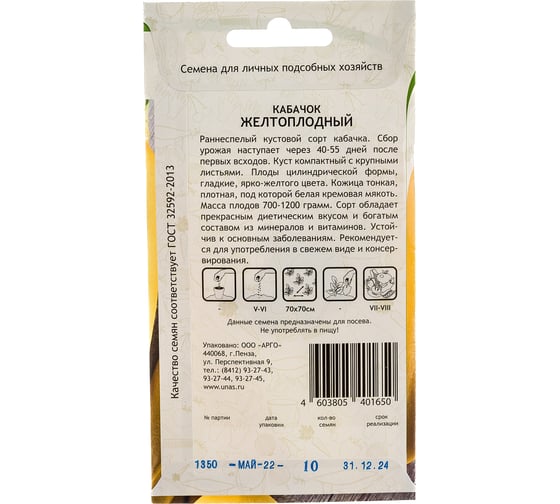 Семена для личных подсобных хозяйств
КАБАЧОК
ЖЕЛТОПЛОДНЫЙ
Раннеспелый кустовой сорт кабачка. Сбор
урожая наступает через 40-55 дней после
первых всходов. Куст компактный с крупными
листьями. Плоды цилиндрической формы,
гладкие, ярко-желтого цвета. Кожица тонкая,
плотная, под которой белая кремовая мякоть.
Масса плодов 700-1200 грамм. Сорт обладает
прекрасным диетическим вкусом и богатым
составом из минералов и витаминов. Устой-
чив к основным заболеваниям. Рекомендует-
ся для употребления в свежем виде и консер-
вирования.
- V-VI 70х70см - VII-VIII
Данные семена предназначены для посева.
Не употреблять в пищу!
Упаковано: ООО «АРГО»
440068, г.Пенза,
ул. Перспективная 9,
тел.: (8412) 93-27-43,
93-27-44, 93-27-45,
www.unas.ru
4 603805 401650
№ партии дата упаковки кол-во семян срок реализации
1350 -МАЙ-22- 10 31.12.24
Качество семян соответствует ГОСТ 32592-2013